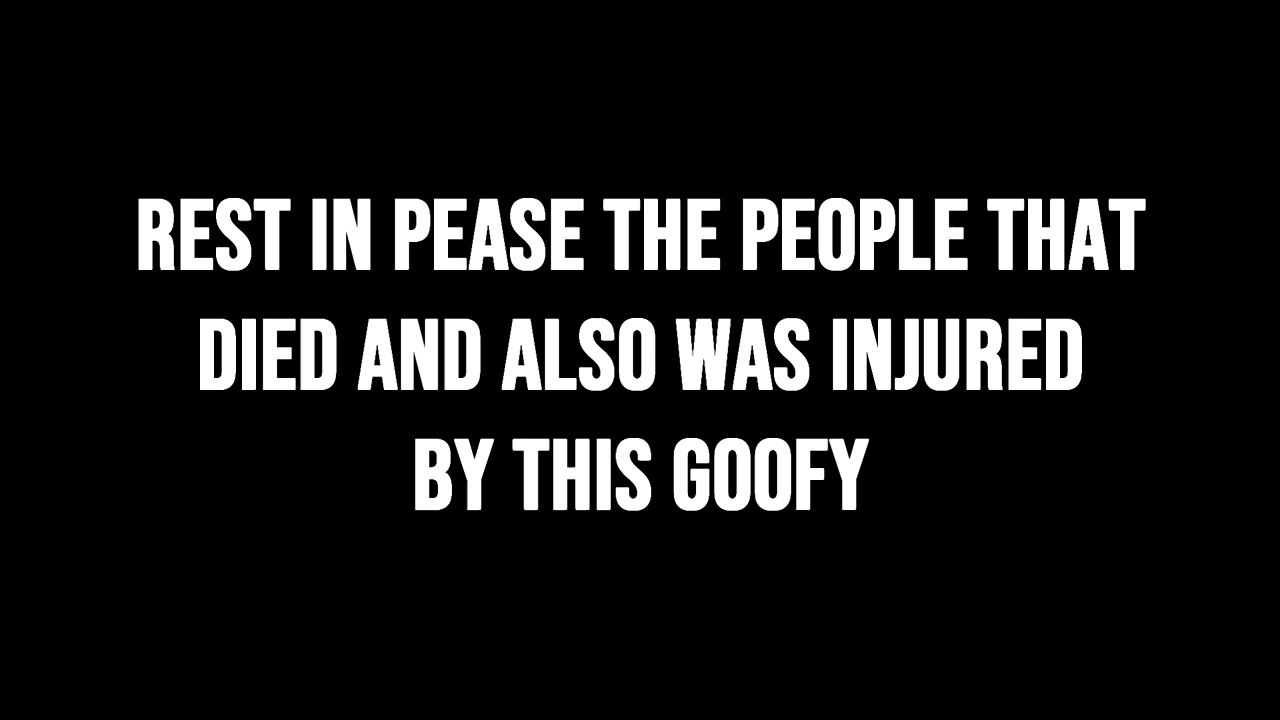 REST IN PEASE THE PEOPLE THAT
DIED AND ALSO WAS INJURED
BY THIS GOOFY